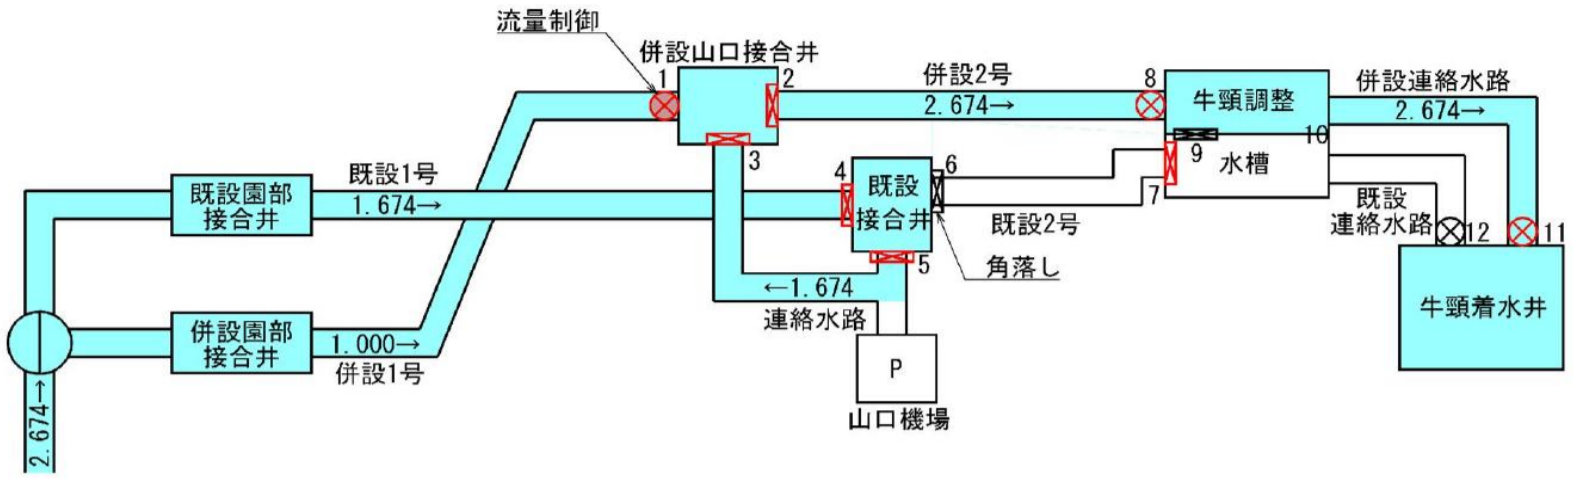 流量制御
併設山口接合井
1
2
3
併設2号
2.674→
8
牛頸調整
水槽
9
10
7
併設連絡水路
2.674→
既設1号
1.674→
既設園部
接合井
4
既設
接合井
6
5
既設2号
角落し
既設
連絡水路
12
11
牛頸着水井
←1.674
連絡水路
併設園部
接合井
1.000→
併設1号
2.674→
P
山口機場